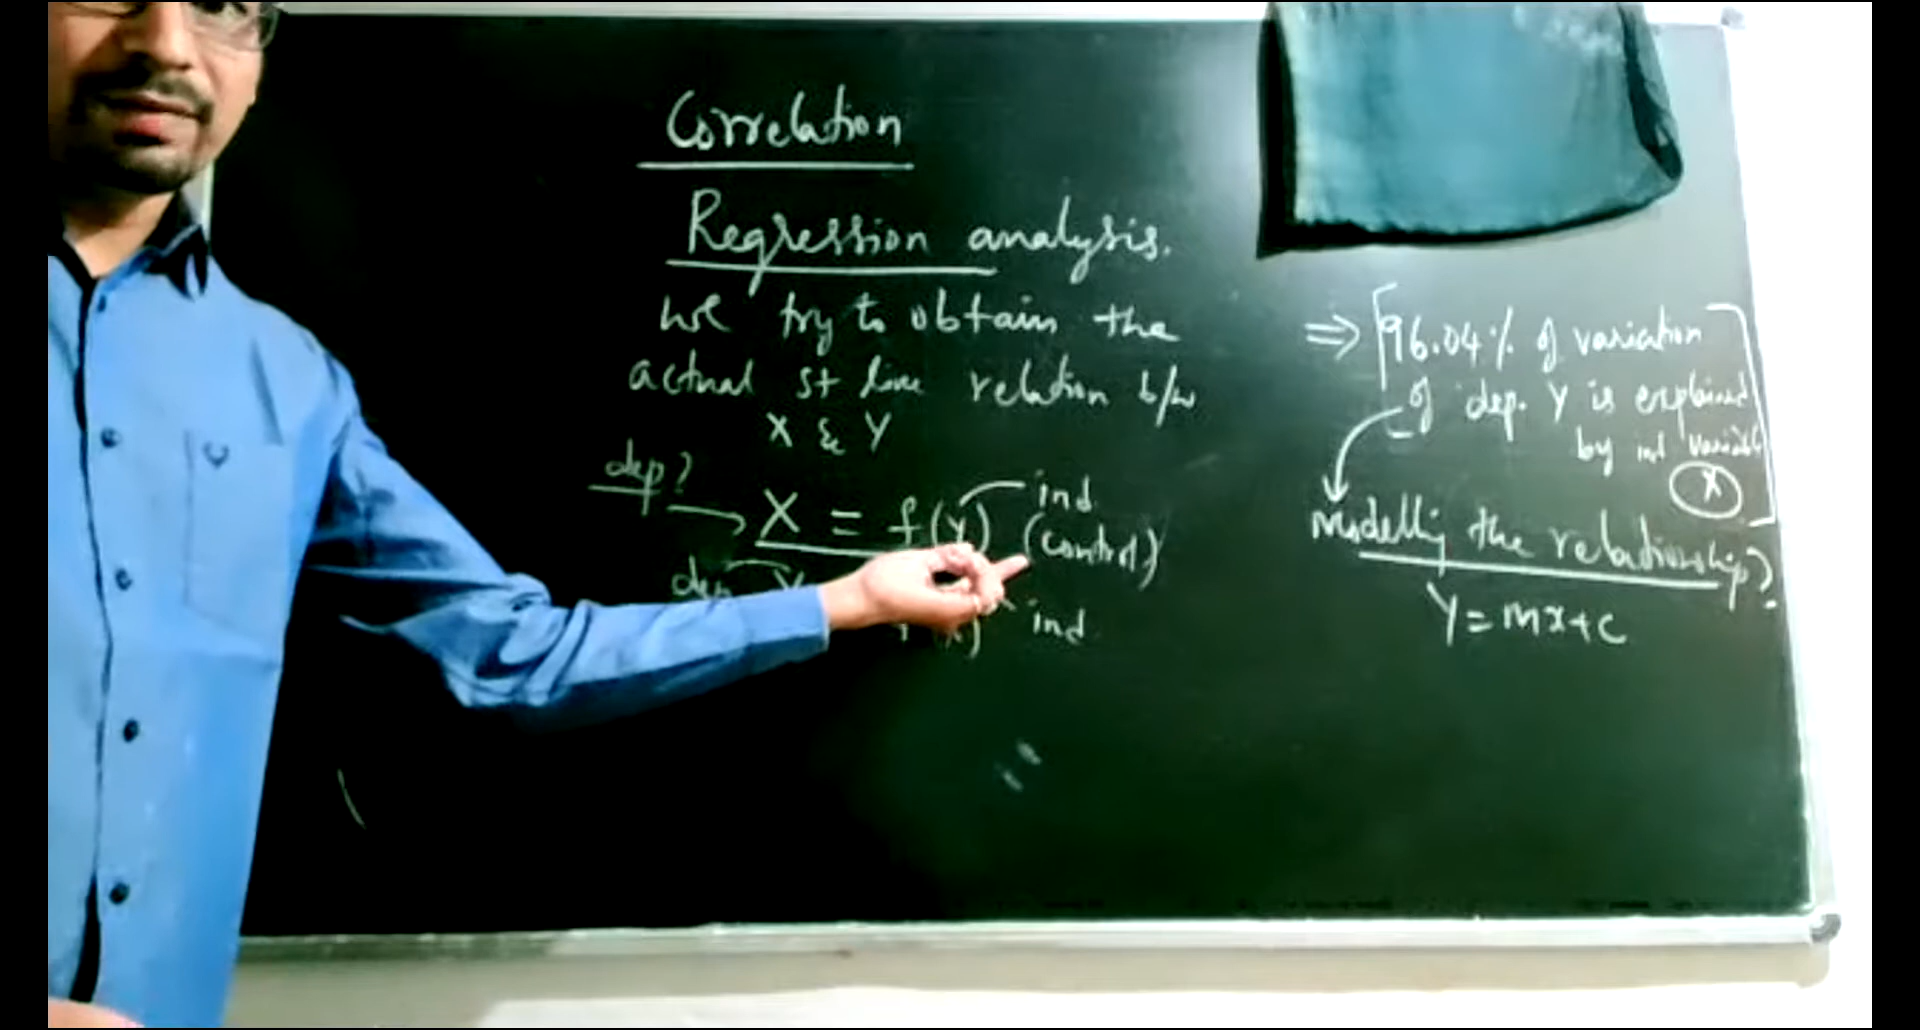 Correlation
Regression analysis.
we try to obtain the
actual st line relation b/w
X & Y
dep?
X = f(y) ind
(control)
dep Y
ind
⇒ [96.04% of variation
of dep. Y is explained
by ind variable
X]
Modelling the relationship?
Y = mx+c